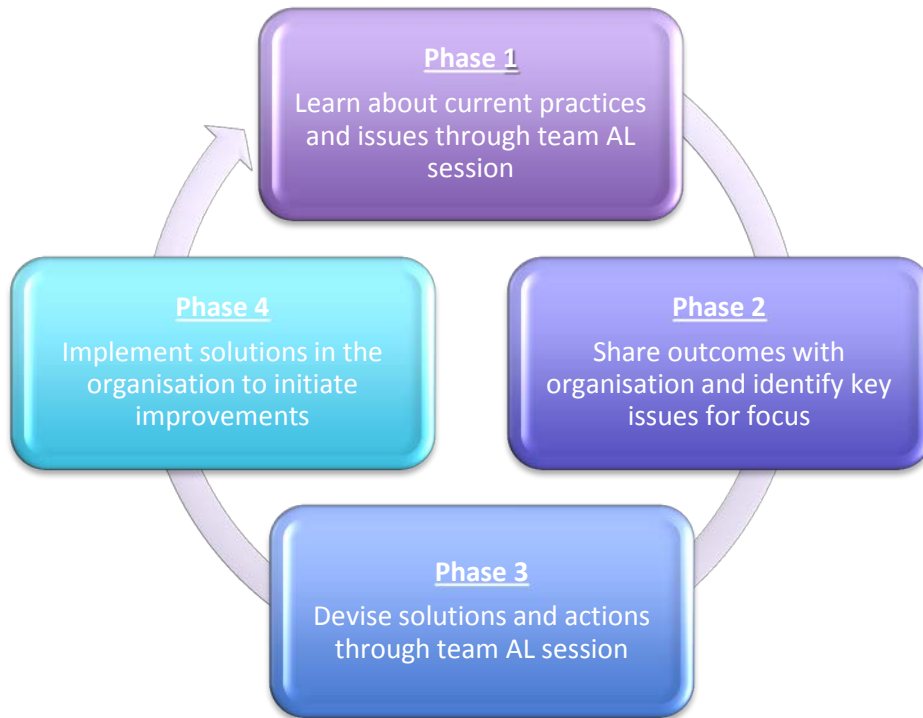 Phase 1
Learn about current practices
and issues through team AL
session
Phase 4
Implement solutions in the
organisation to initiate
improvements
Phase 2
Share outcomes with
organisation and identify key
issues for focus
Phase 3
Devise solutions and actions
through team AL session